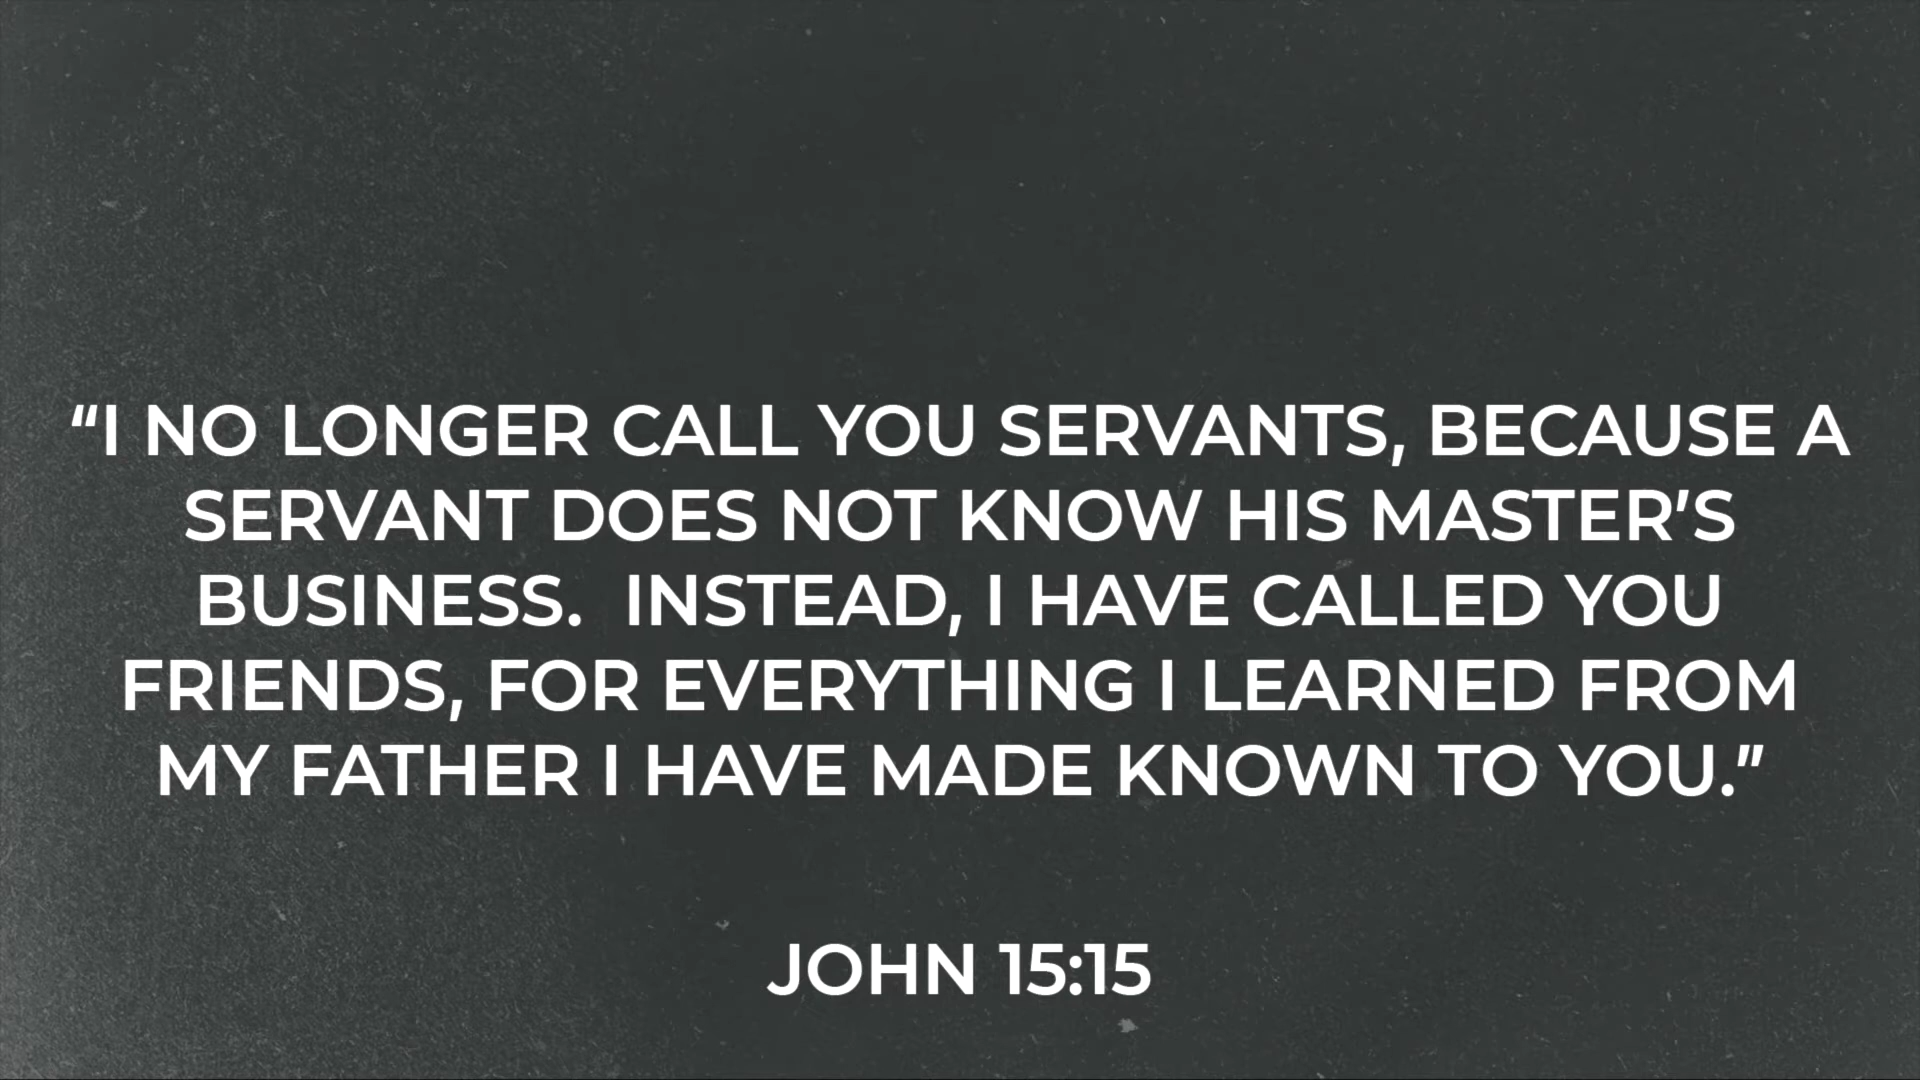 “I NO LONGER CALL YOU SERVANTS, BECAUSE A
SERVANT DOES NOT KNOW HIS MASTER’S
BUSINESS.  INSTEAD, I HAVE CALLED YOU
FRIENDS, FOR EVERYTHING I LEARNED FROM
MY FATHER I HAVE MADE KNOWN TO YOU.”
JOHN 15:15